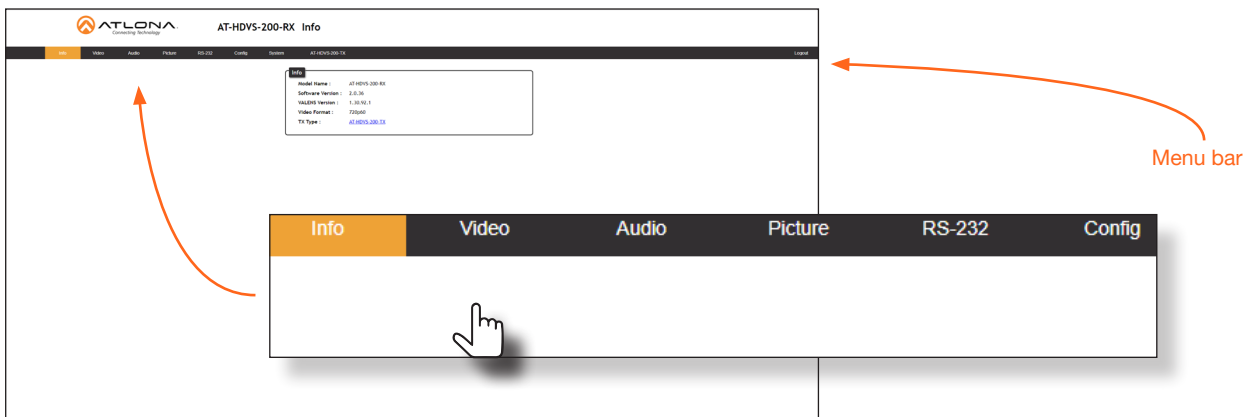 ATLONA. AT-HDVS-200-RX Info
Connecting Technology
Info Video Audio Picture RS-232 Config System AT-HDVS-200-TX Logout
Info
Model Name : AT-HDVS-200-RX
Software Version : 2.0.36
VALENS Version : 1.30.92.1
Video Format : 720p60
TX Type : AT-HDVS-200-TX
Menu bar
Info Video Audio Picture RS-232 Config